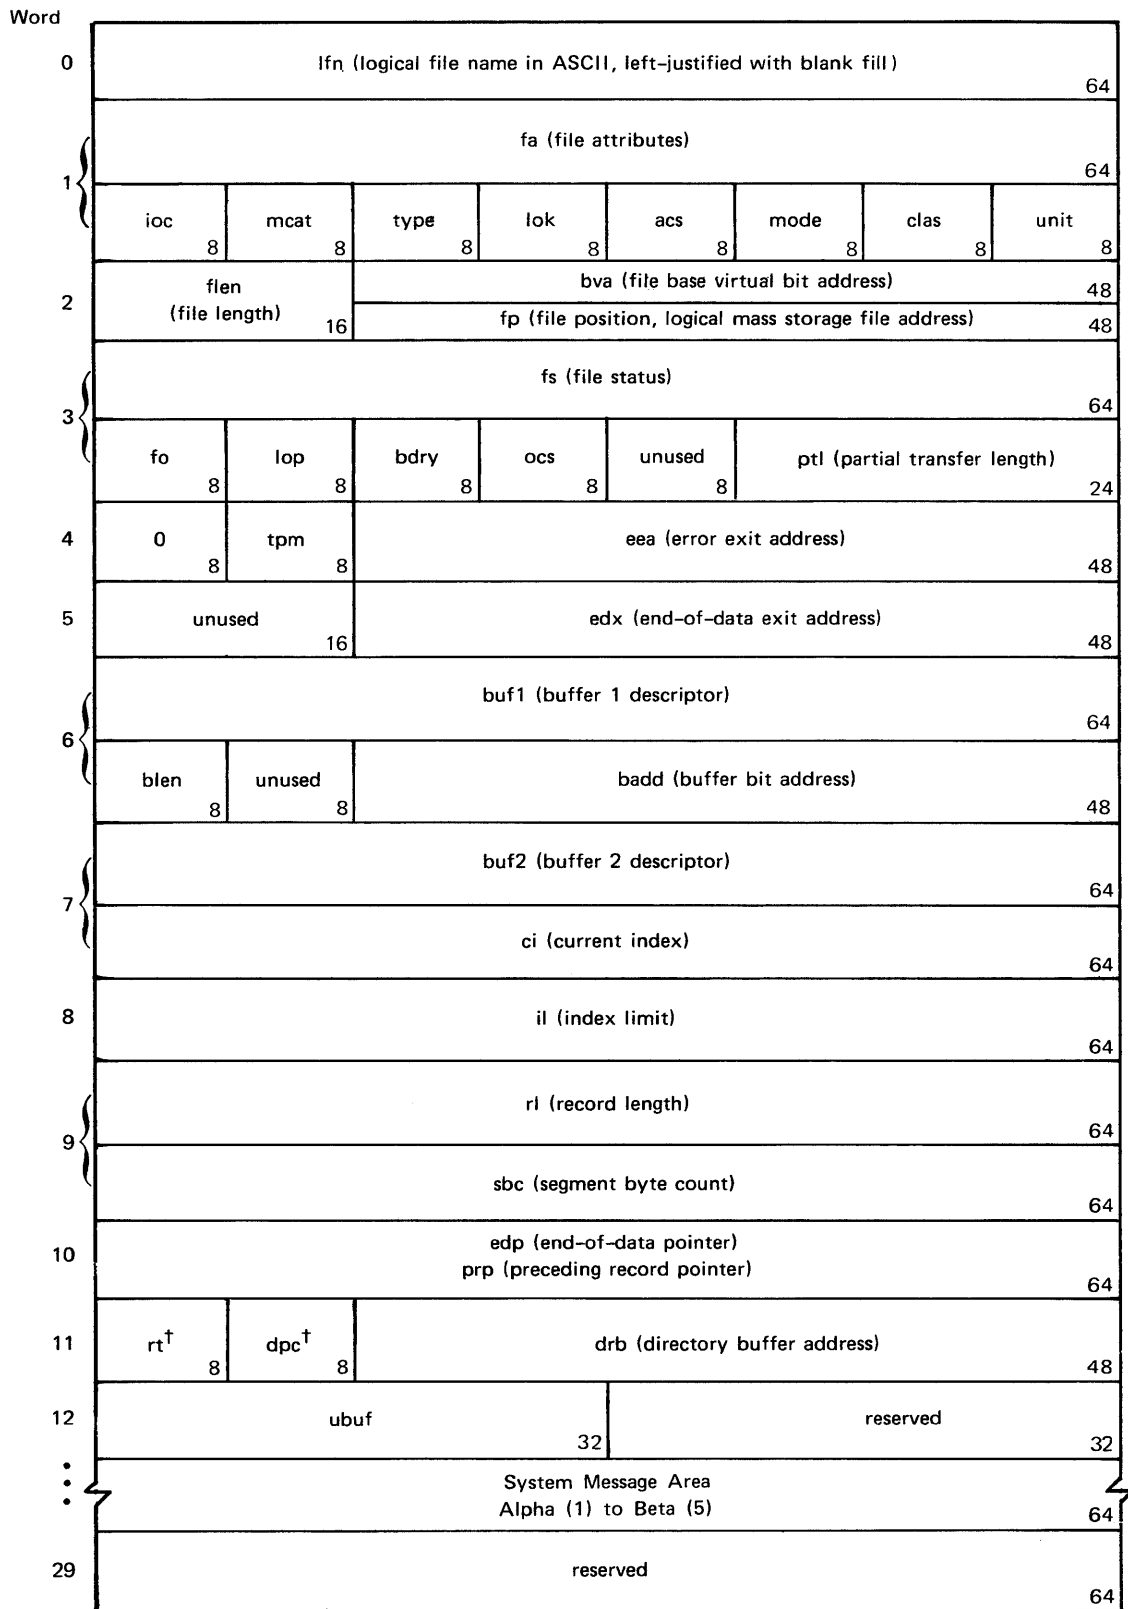 Word
0
lfn (logical file name in ASCII, left-justified with blank fill)
64
fa (file attributes)
64
1
ioc
8
mcat
8
type
8
lok
8
acs
8
mode
8
clas
8
unit
8
2
flen
(file length)
16
bva (file base virtual bit address)
48
fp (file position, logical mass storage file address)
48
fs (file status)
64
3
fo
8
lop
8
bdry
8
ocs
8
unused
8
ptl (partial transfer length)
24
4
0
8
tpm
8
eea (error exit address)
48
5
unused
16
edx (end-of-data exit address)
48
buf1 (buffer 1 descriptor)
64
6
blen
8
unused
8
badd (buffer bit address)
48
buf2 (buffer 2 descriptor)
64
7
ci (current index)
64
8
il (index limit)
64
rl (record length)
64
9
sbc (segment byte count)
64
10
edp (end-of-data pointer)
prp (preceding record pointer)
64
11
rt†
8
dpc†
8
drb (directory buffer address)
48
12
ubuf
32
reserved
32
System Message Area
Alpha (1) to Beta (5)
64
29
reserved
64